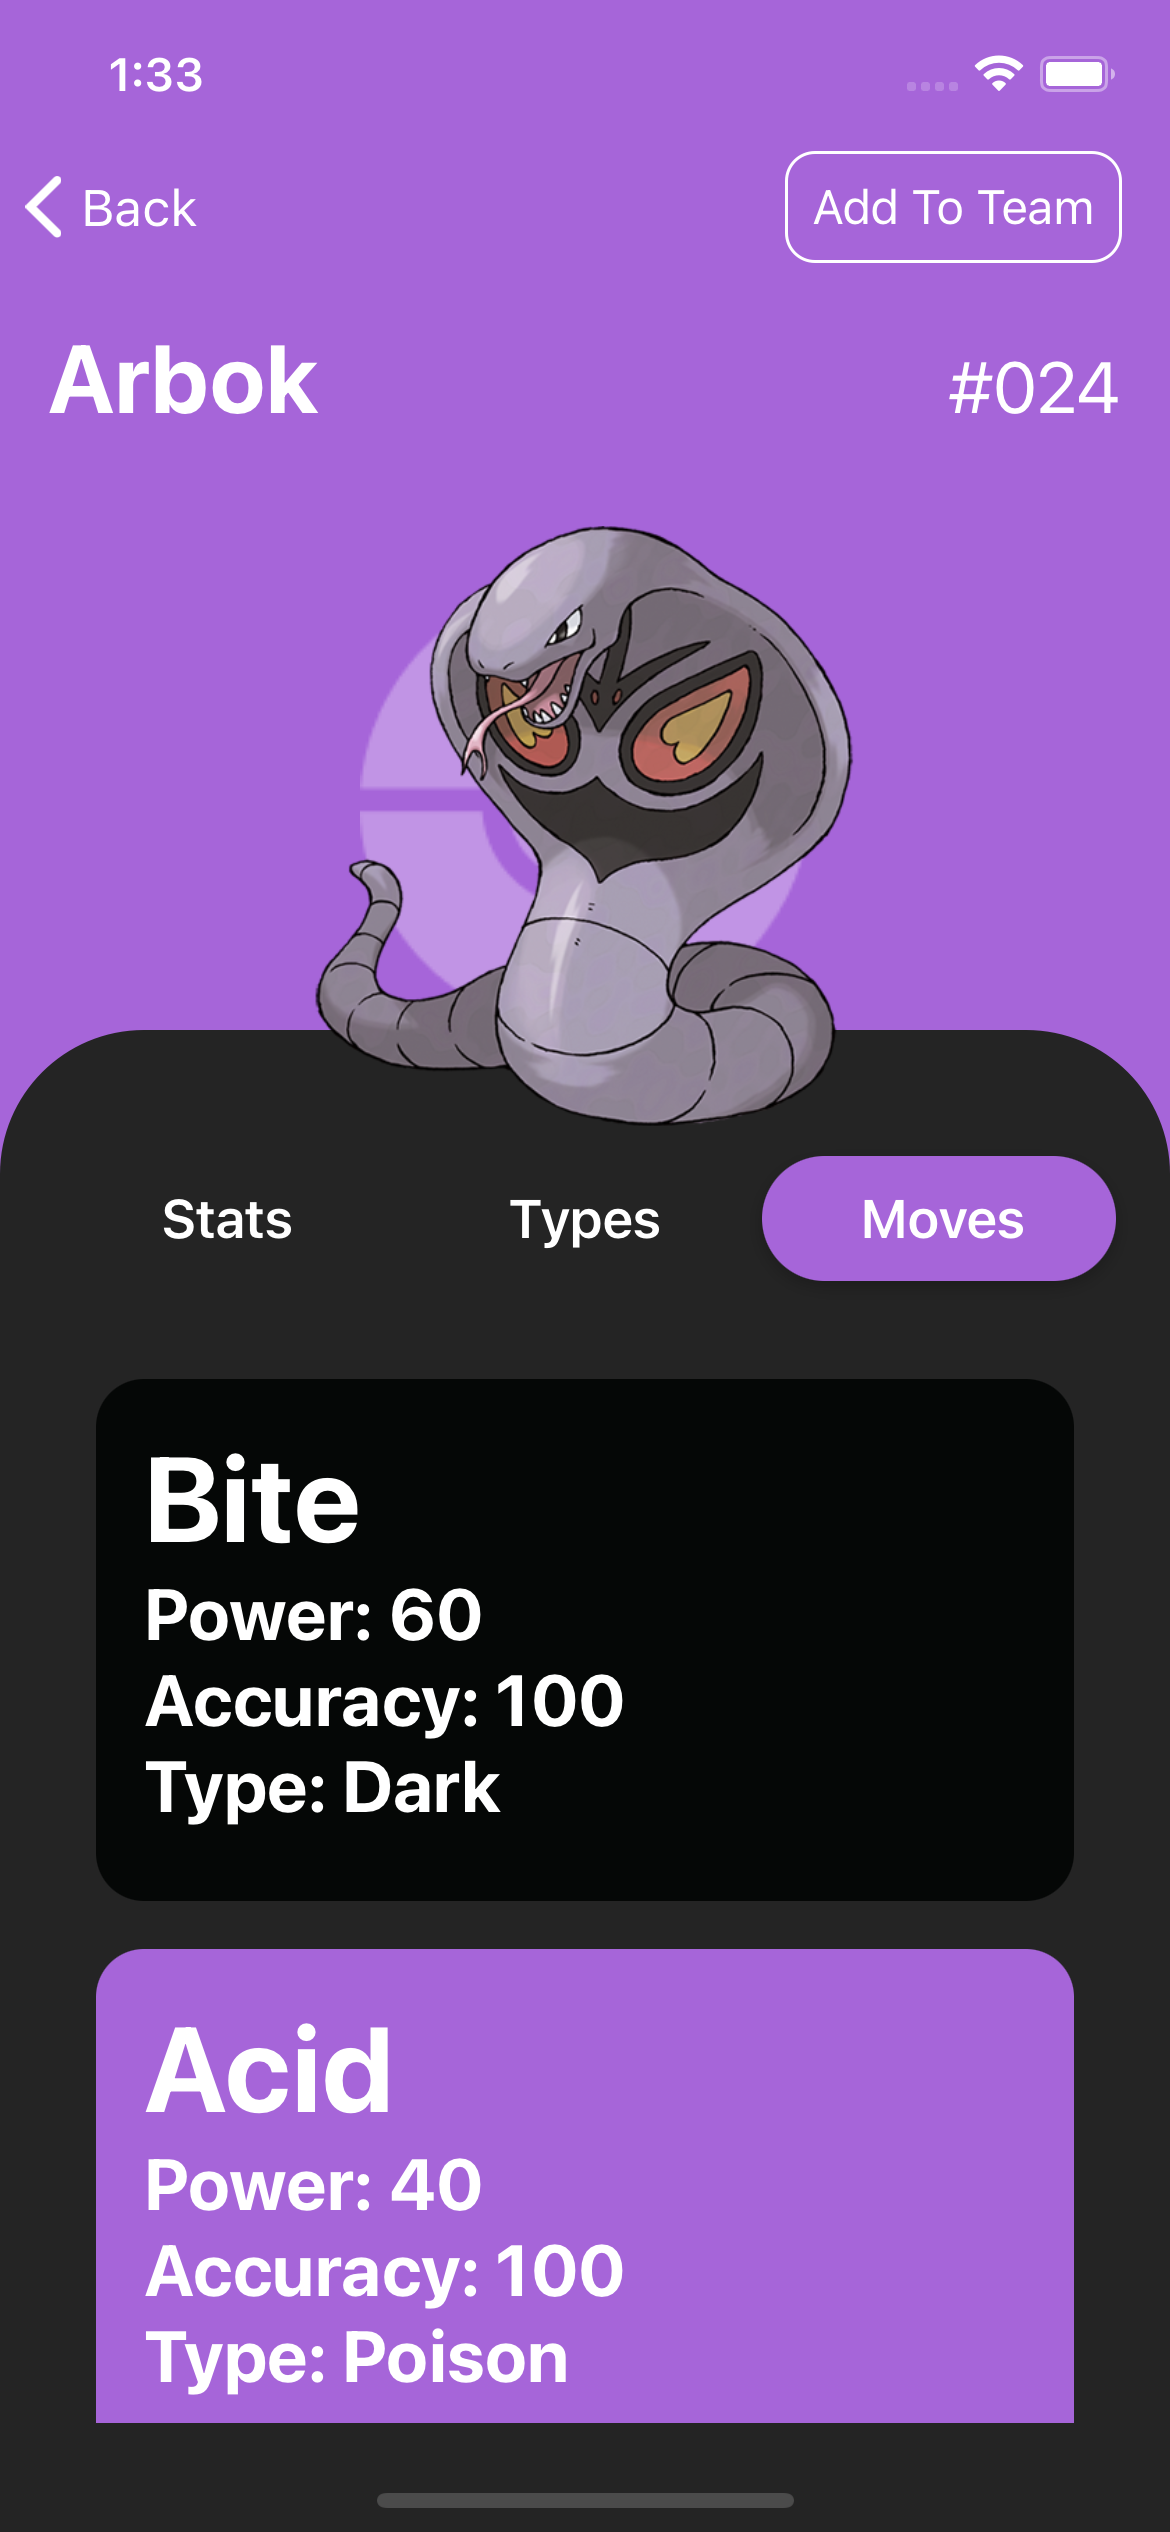 1:33
Back
Add To Team
Arbok
#024
Stats
Types
Moves
Bite
Power: 60
Accuracy: 100
Type: Dark
Acid
Power: 40
Accuracy: 100
Type: Poison